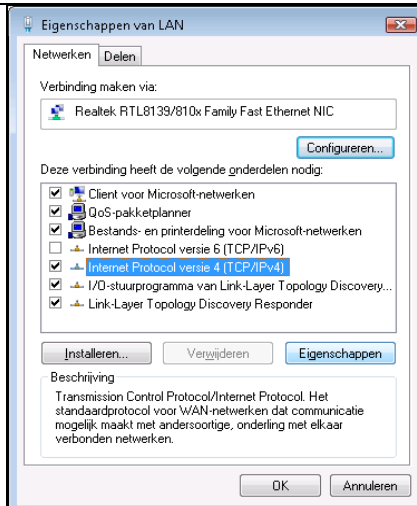 Eigenschappen van LAN
Netwerken Delen
Verbinding maken via:
Realtek RTL8139/810x Family Fast Ethernet NIC
Configureren...
Deze verbinding heeft de volgende onderdelen nodig:
Client voor Microsoft-netwerken
QoS-pakketplanner
Bestands- en printerdeling voor Microsoft-netwerken
Internet Protocol versie 6 (TCP/IPv6)
Internet Protocol versie 4 (TCP/IPv4)
I/O-stuurprogramma van Link-Layer Topology Discovery...
Link-Layer Topology Discovery Responder
Installeren... Verwijderen Eigenschappen
Beschrijving
Transmission Control Protocol/Internet Protocol. Het
standaardprotocol voor WAN-netwerken dat communicatie
mogelijk maakt met andersoortige, onderling met elkaar
verbonden netwerken.
OK Annuleren